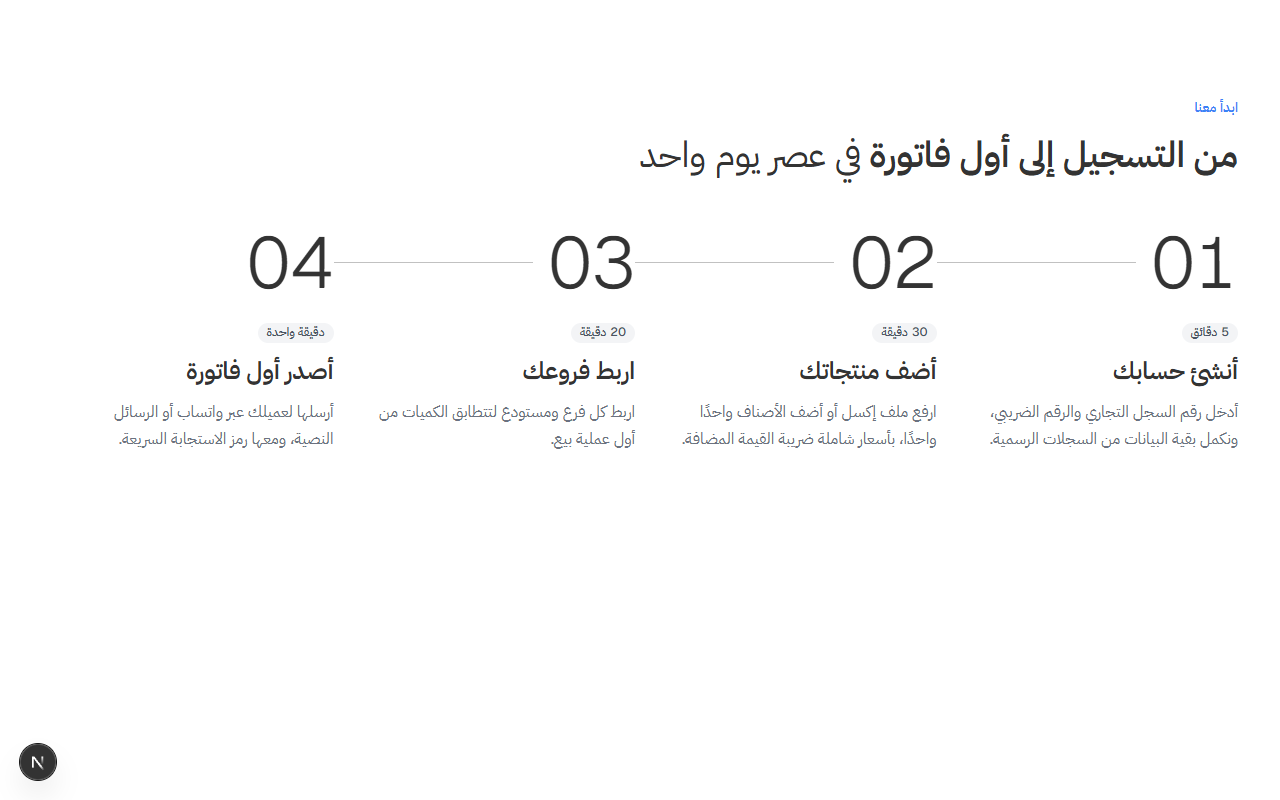 ابدأ معنا
من التسجيل إلى أول فاتورة في عصر يوم واحد
01
5 دقائق
أنشئ حسابك
أدخل رقم السجل التجاري والرقم الضريبي،
ونكمل بقية البيانات من السجلات الرسمية.
02
30 دقيقة
أضف منتجاتك
ارفع ملف إكسل أو أضف الأصناف واحدًا
واحدًا، بأسعار شاملة ضريبة القيمة المضافة.
03
20 دقيقة
اربط فروعك
اربط كل فرع ومستودع لتتطابق الكميات من
أول عملية بيع.
04
دقيقة واحدة
أصدر أول فاتورة
أرسلها لعميلك عبر واتساب أو الرسائل
النصية، ومعها رمز الاستجابة السريعة.
N